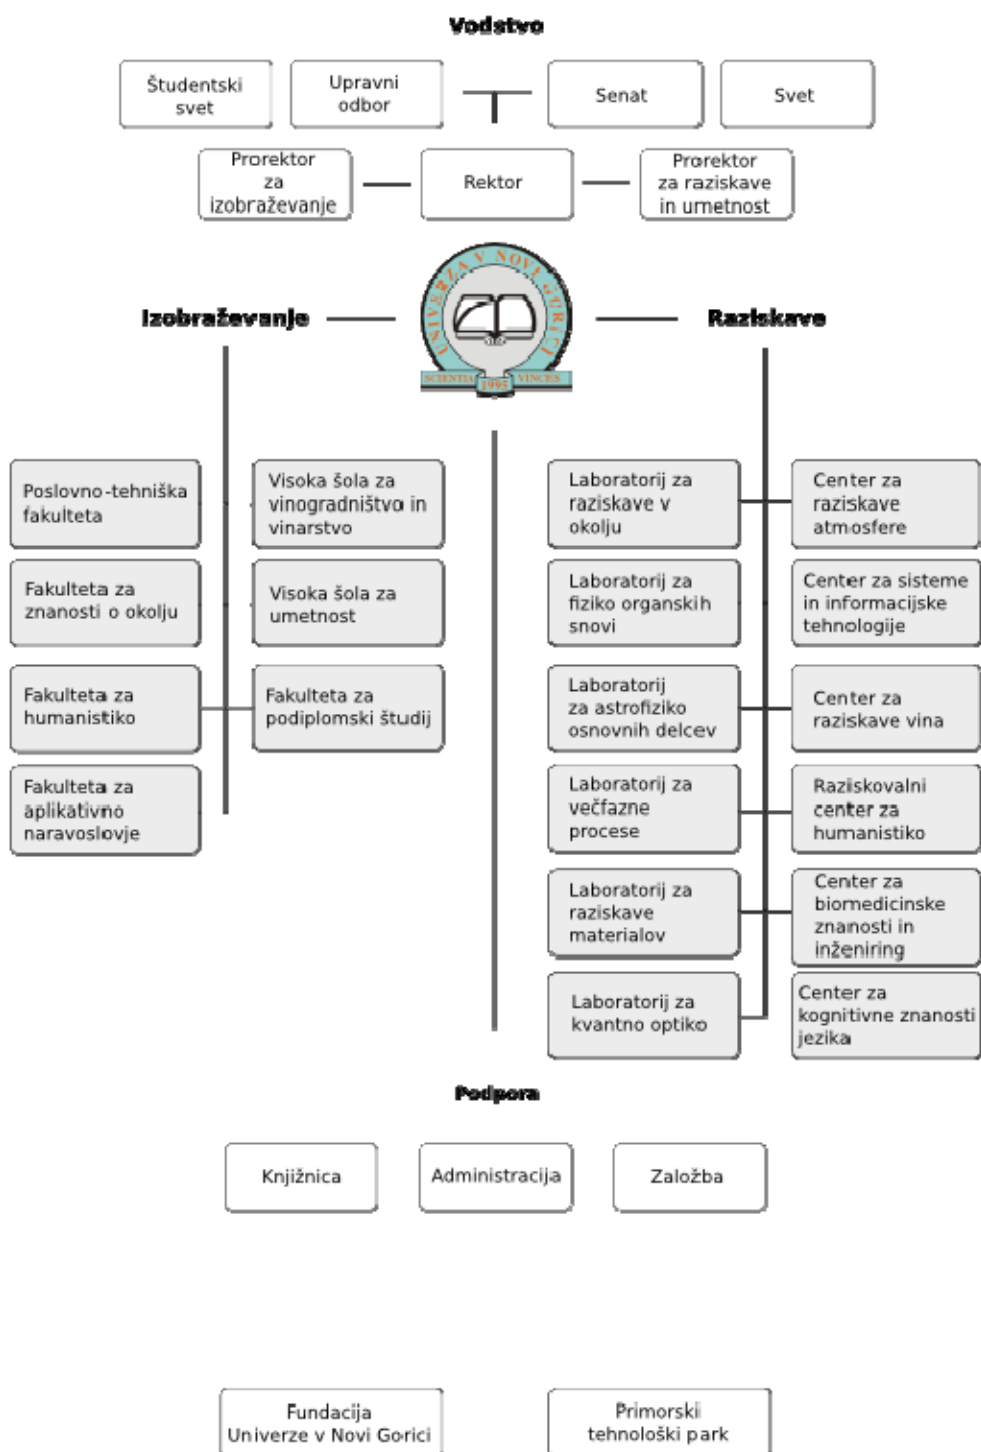 Vodstvo
Študentski
svet
Upravni
odbor
Senat
Svet
Prorektor
za
izobraževanje
Rektor
Prorektor
za raziskave
in umetnost
UNIVERZA V NOVI GORICI
SCIENTIA
1995
VINCES
Izobraževanje
Raziskave
Poslovno-tehniška
fakulteta
Visoka šola za
vinogradništvo in
vinarstvo
Fakulteta za
znanosti o okolju
Visoka šola za
umetnost
Fakulteta za
humanistiko
Fakulteta za
podiplomski študij
Fakulteta za
aplikativno
naravoslovje
Laboratorij za
raziskave v
okolju
Center za
raziskave
atmosfere
Laboratorij za
fiziko organskih
snovi
Center za sisteme
in informacijske
tehnologije
Laboratorij
za astrofiziko
osnovnih delcev
Center za
raziskave vina
Laboratorij za
večfazne
procese
Raziskovalni
center za
humanistiko
Laboratorij za
raziskave
materialov
Center za
biomedicinske
znanosti in
inženiring
Laboratorij za
kvantno optiko
Center za
kognitivne znanosti
jezika
Podpora
Knjižnica
Administracija
Založba
Fundacija
Univerze v Novi Gorici
Primorski
tehnološki park